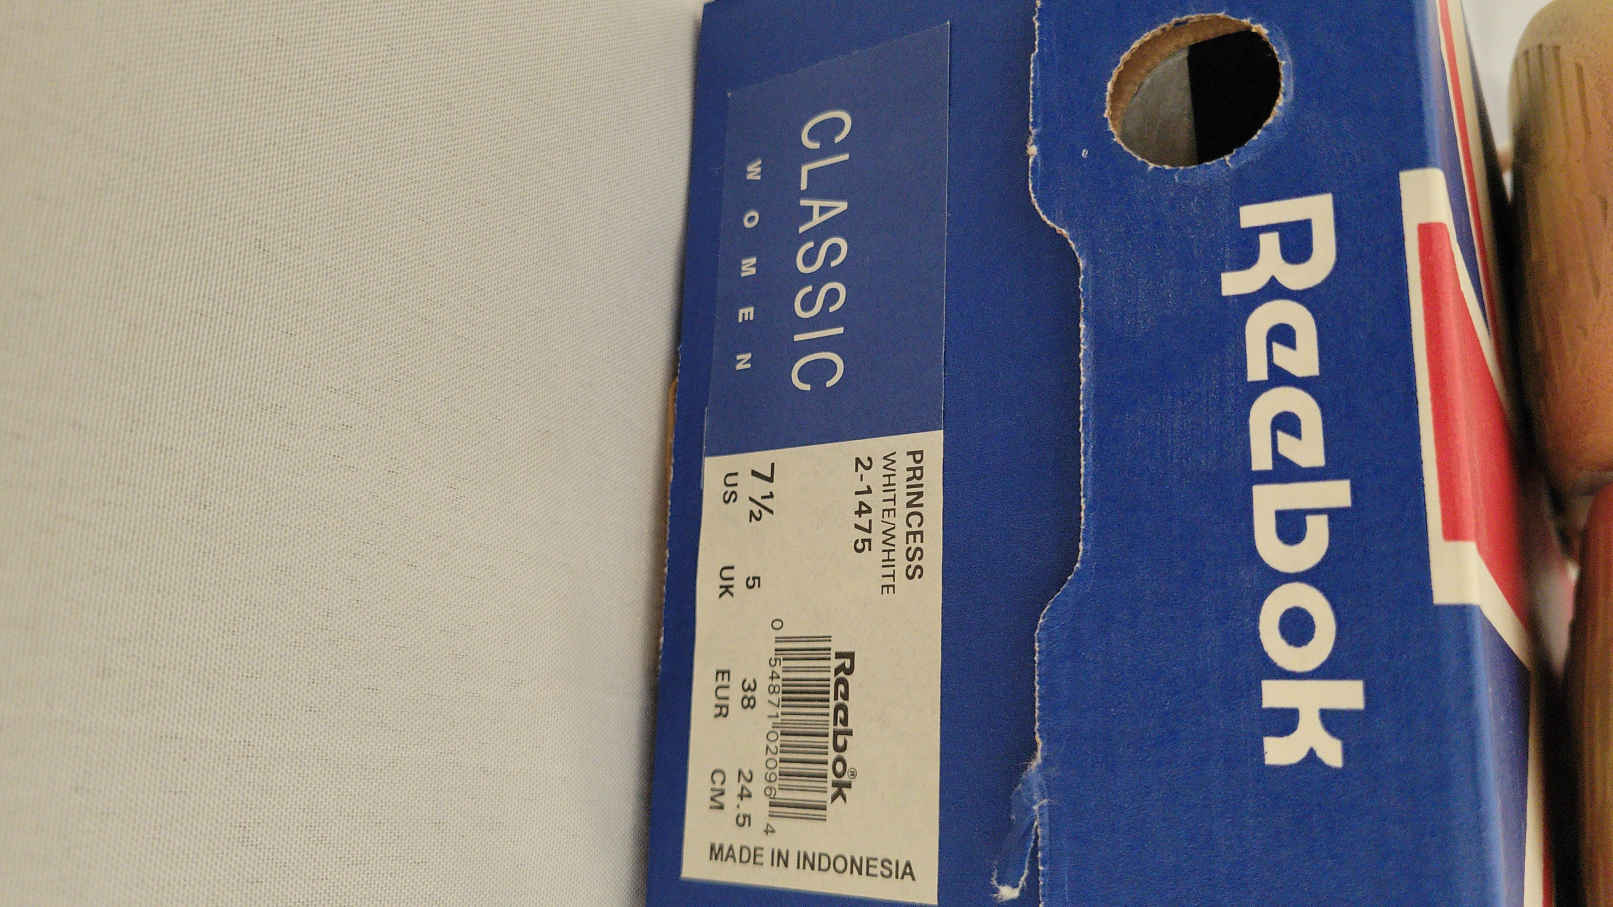 Reebok
CLASSIC
WOMEN
PRINCESS
WHITE/WHITE
2-1475
Reebok®
0 54871 02096 4
7½ 5 38 24.5
US UK EUR CM
MADE IN INDONESIA